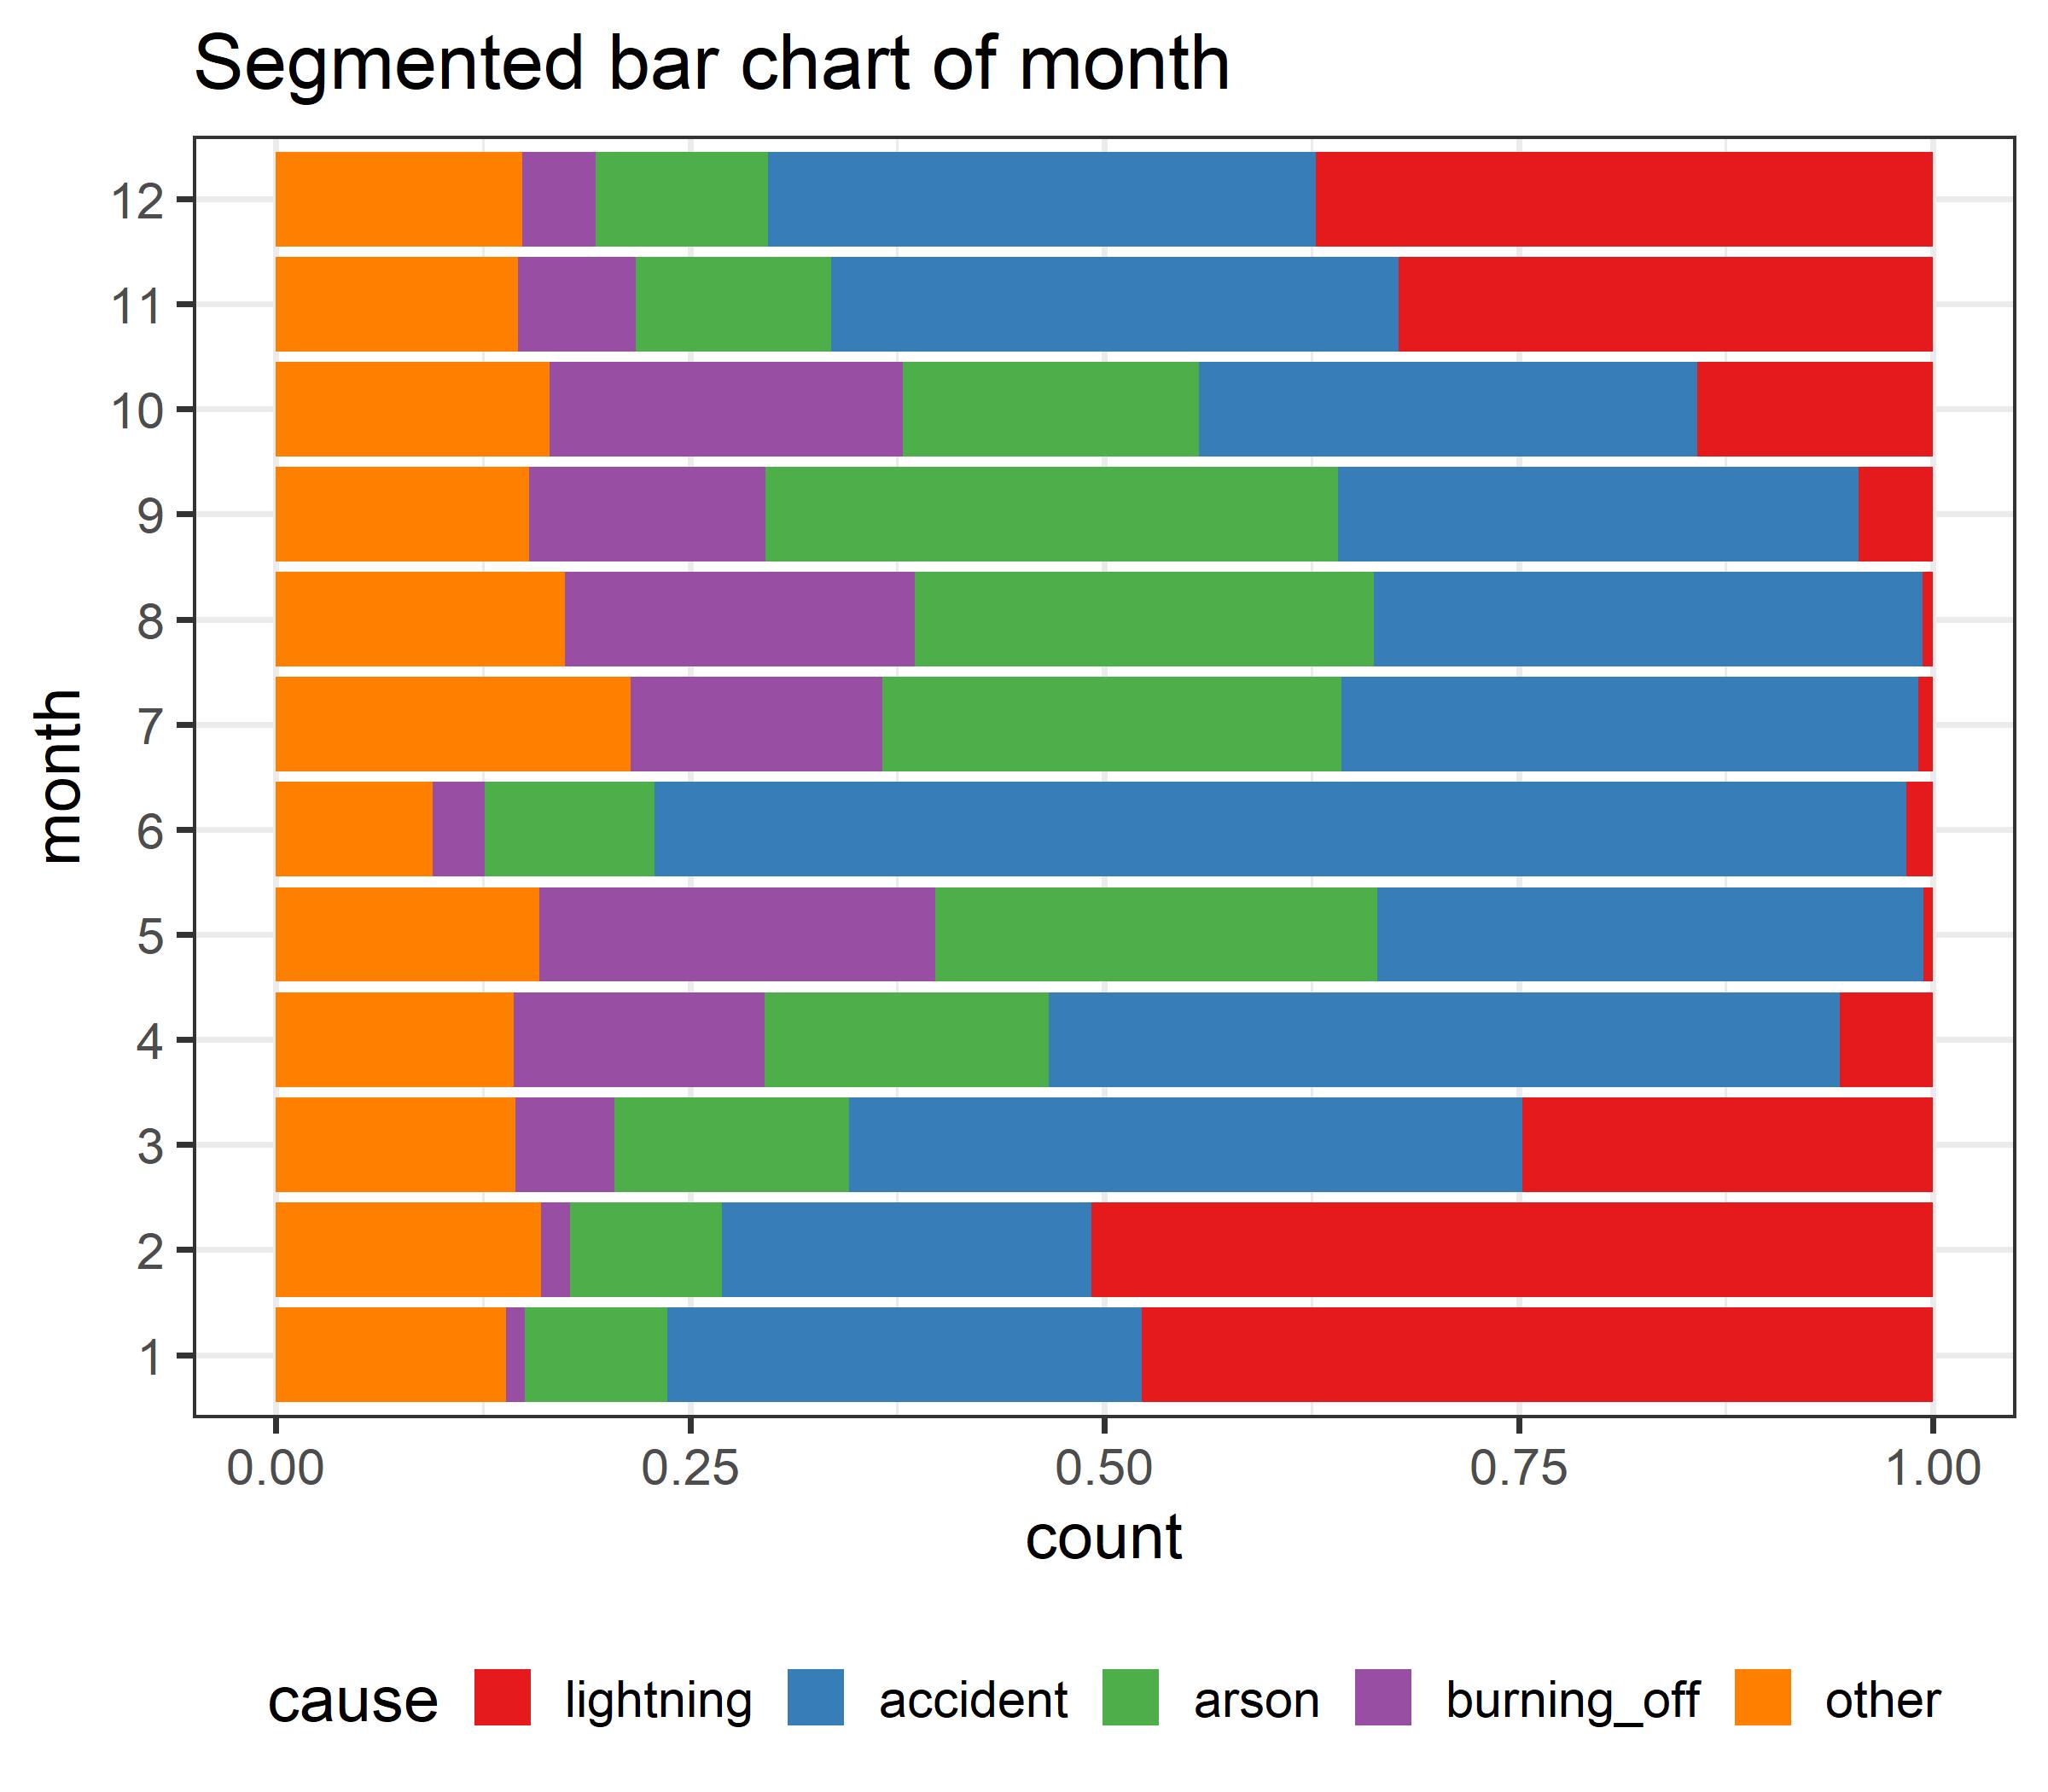 Segmented bar chart of month
month
12
11
10
9
8
7
6
5
4
3
2
1
0.00 0.25 0.50 0.75 1.00
count
cause lightning accident arson burning_off other